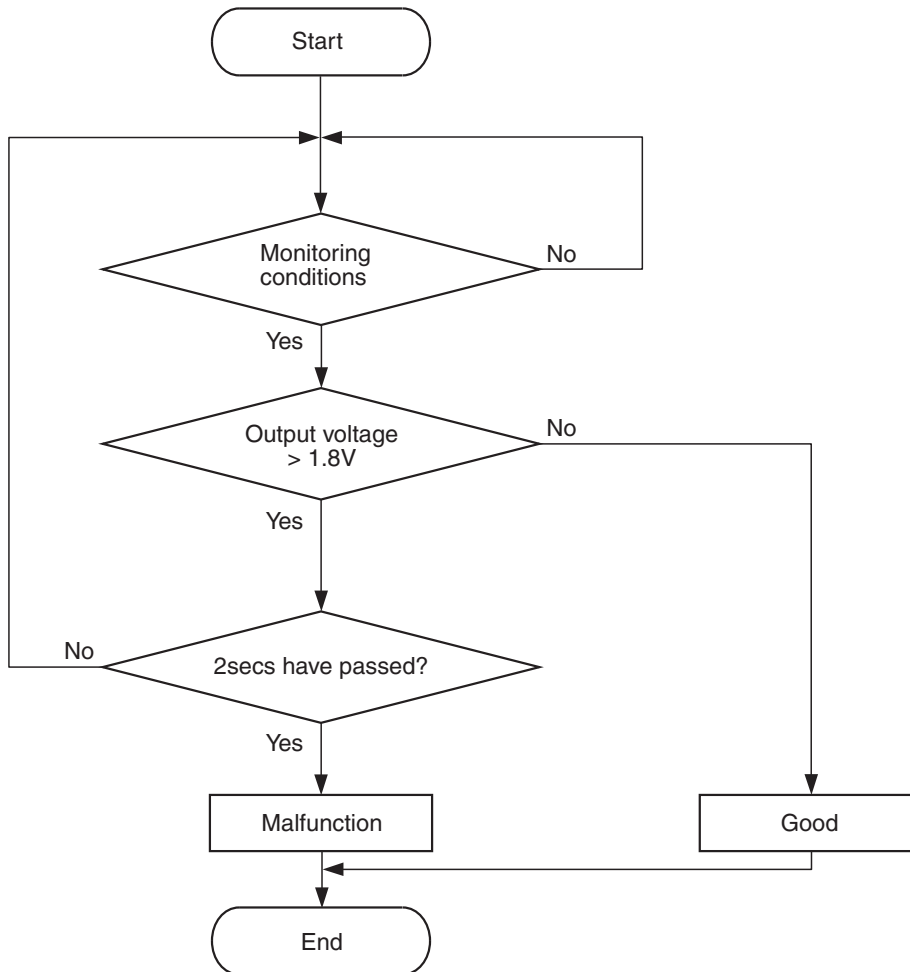 Start
Monitoring
conditions
No
Yes
Output voltage
> 1.8V
No
Yes
No
2secs have passed?
Yes
Malfunction
Good
End